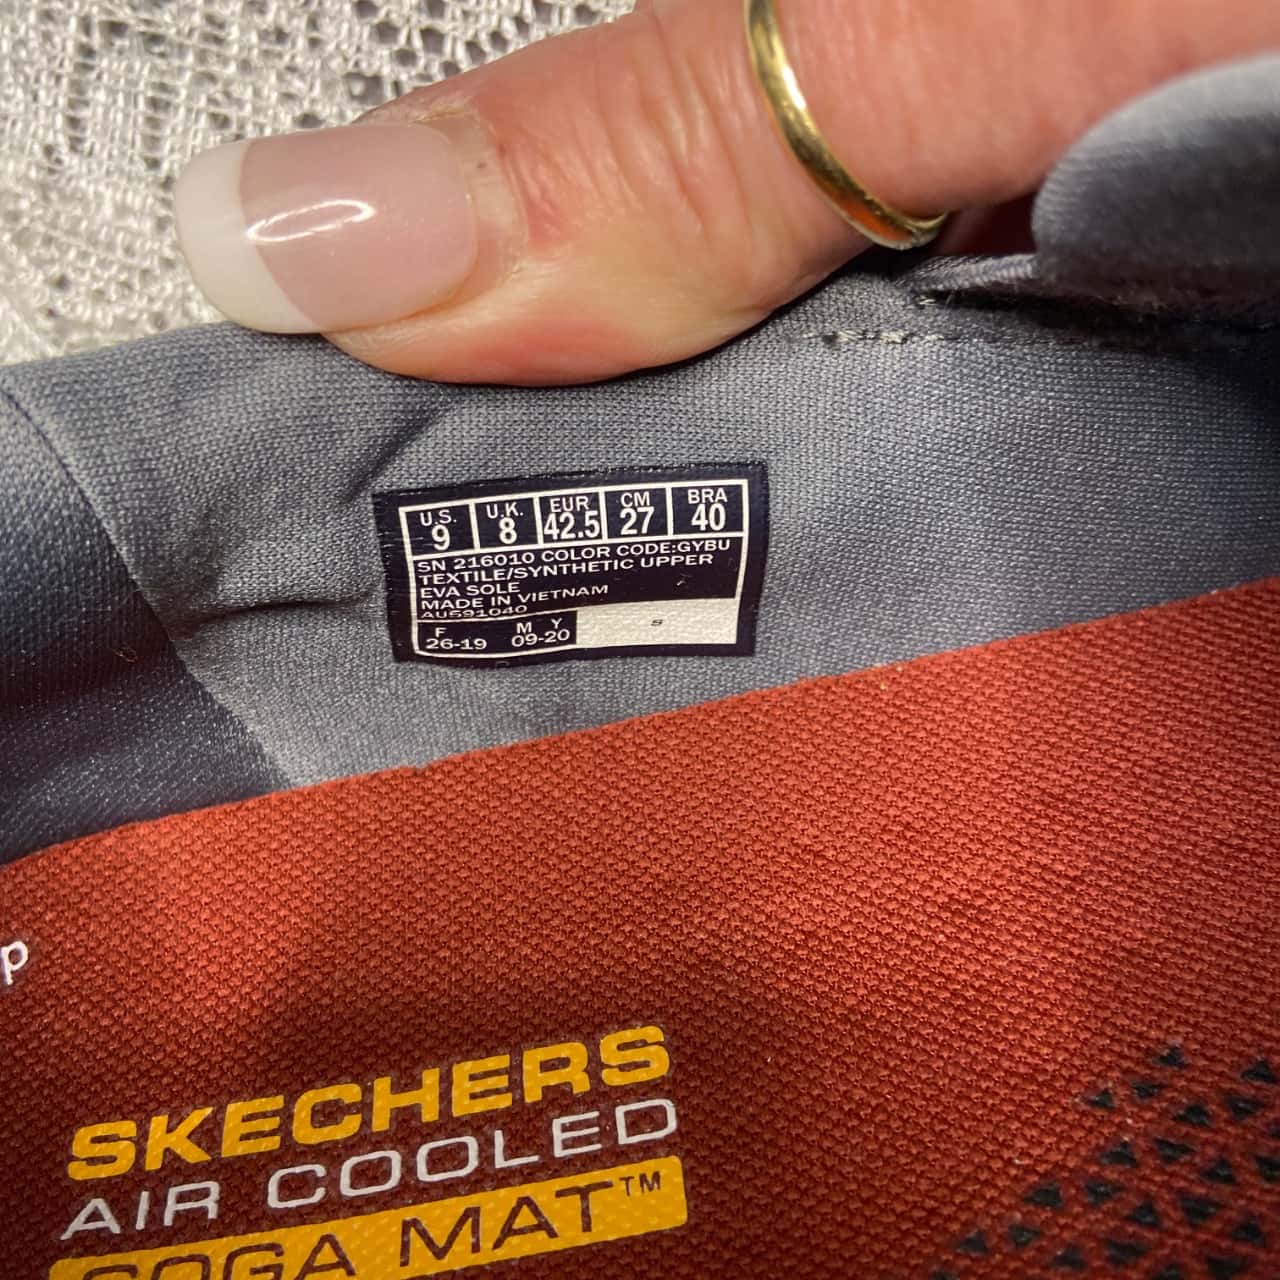 U.S. U.K. EUR CM BRA
9 8 42.5 27 40
SN 216010 COLOR CODE:GYBU
TEXTILE/SYNTHETIC UPPER
EVA SOLE
MADE IN VIETNAM
AU591040
F M Y
26-19 09-20
S
p
SKECHERS
AIR COOLED
GOGA MAT™